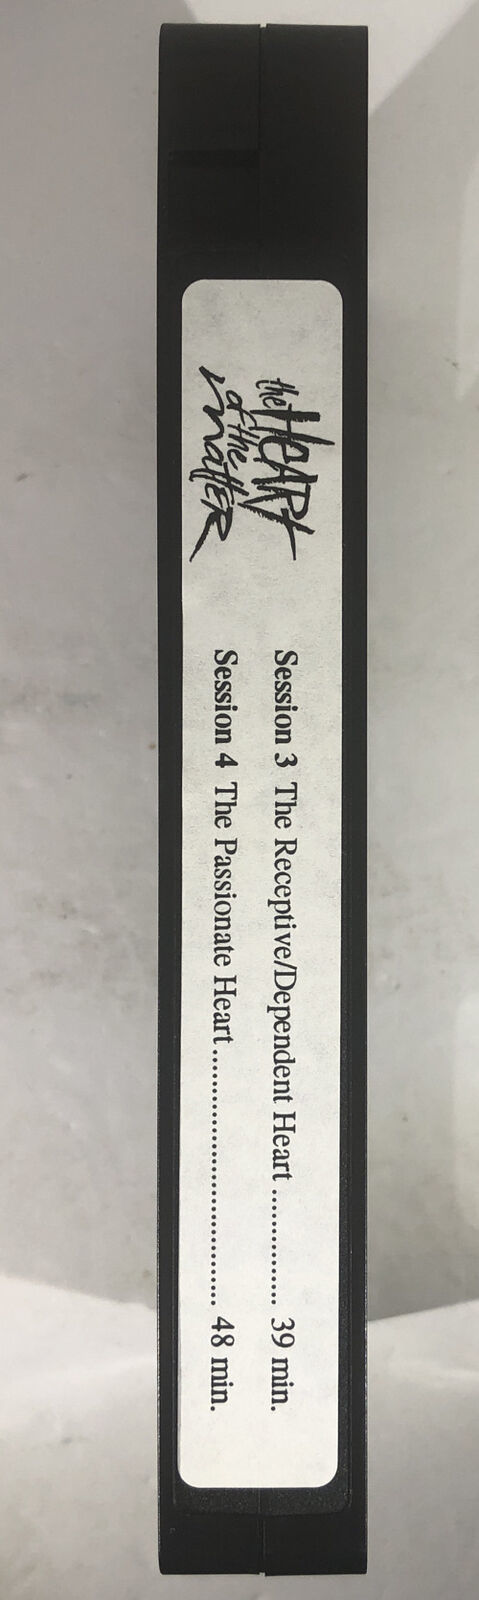 the HEART
of the
matter
Session 3 The Receptive/Dependent Heart ............... 39 min.
Session 4 The Passionate Heart................................... 48 min.